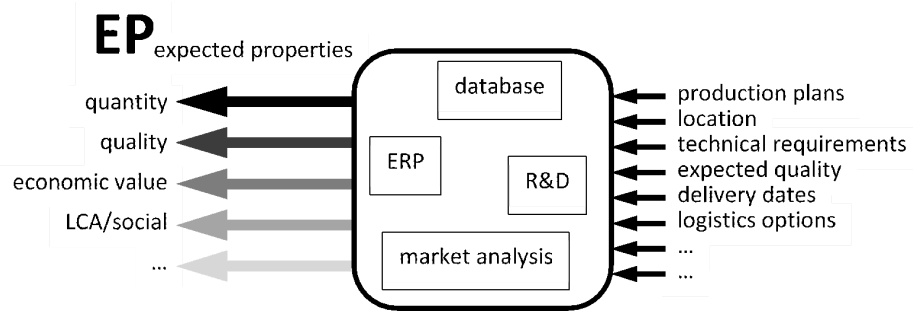 EP expected properties
quantity
quality
economic value
LCA/social
...
database
ERP
R&D
market analysis
production plans
location
technical requirements
expected quality
delivery dates
logistics options
...
...